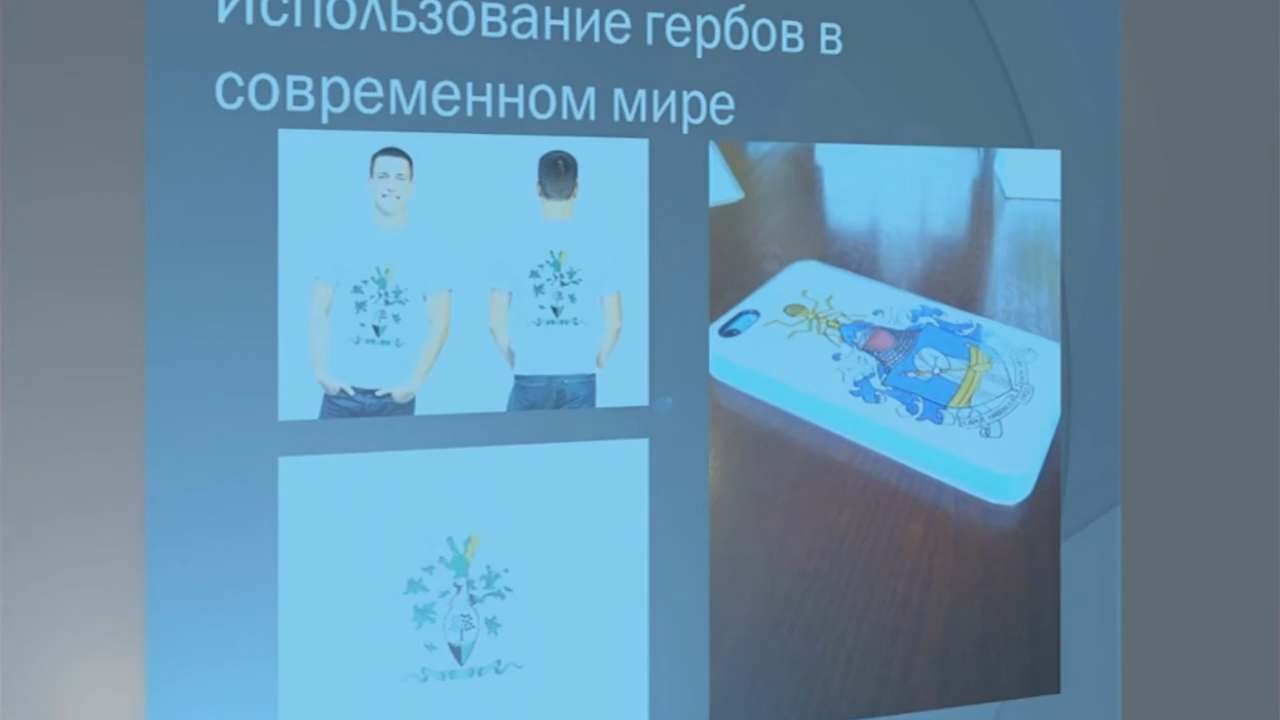 Использование гербов в
современном мире